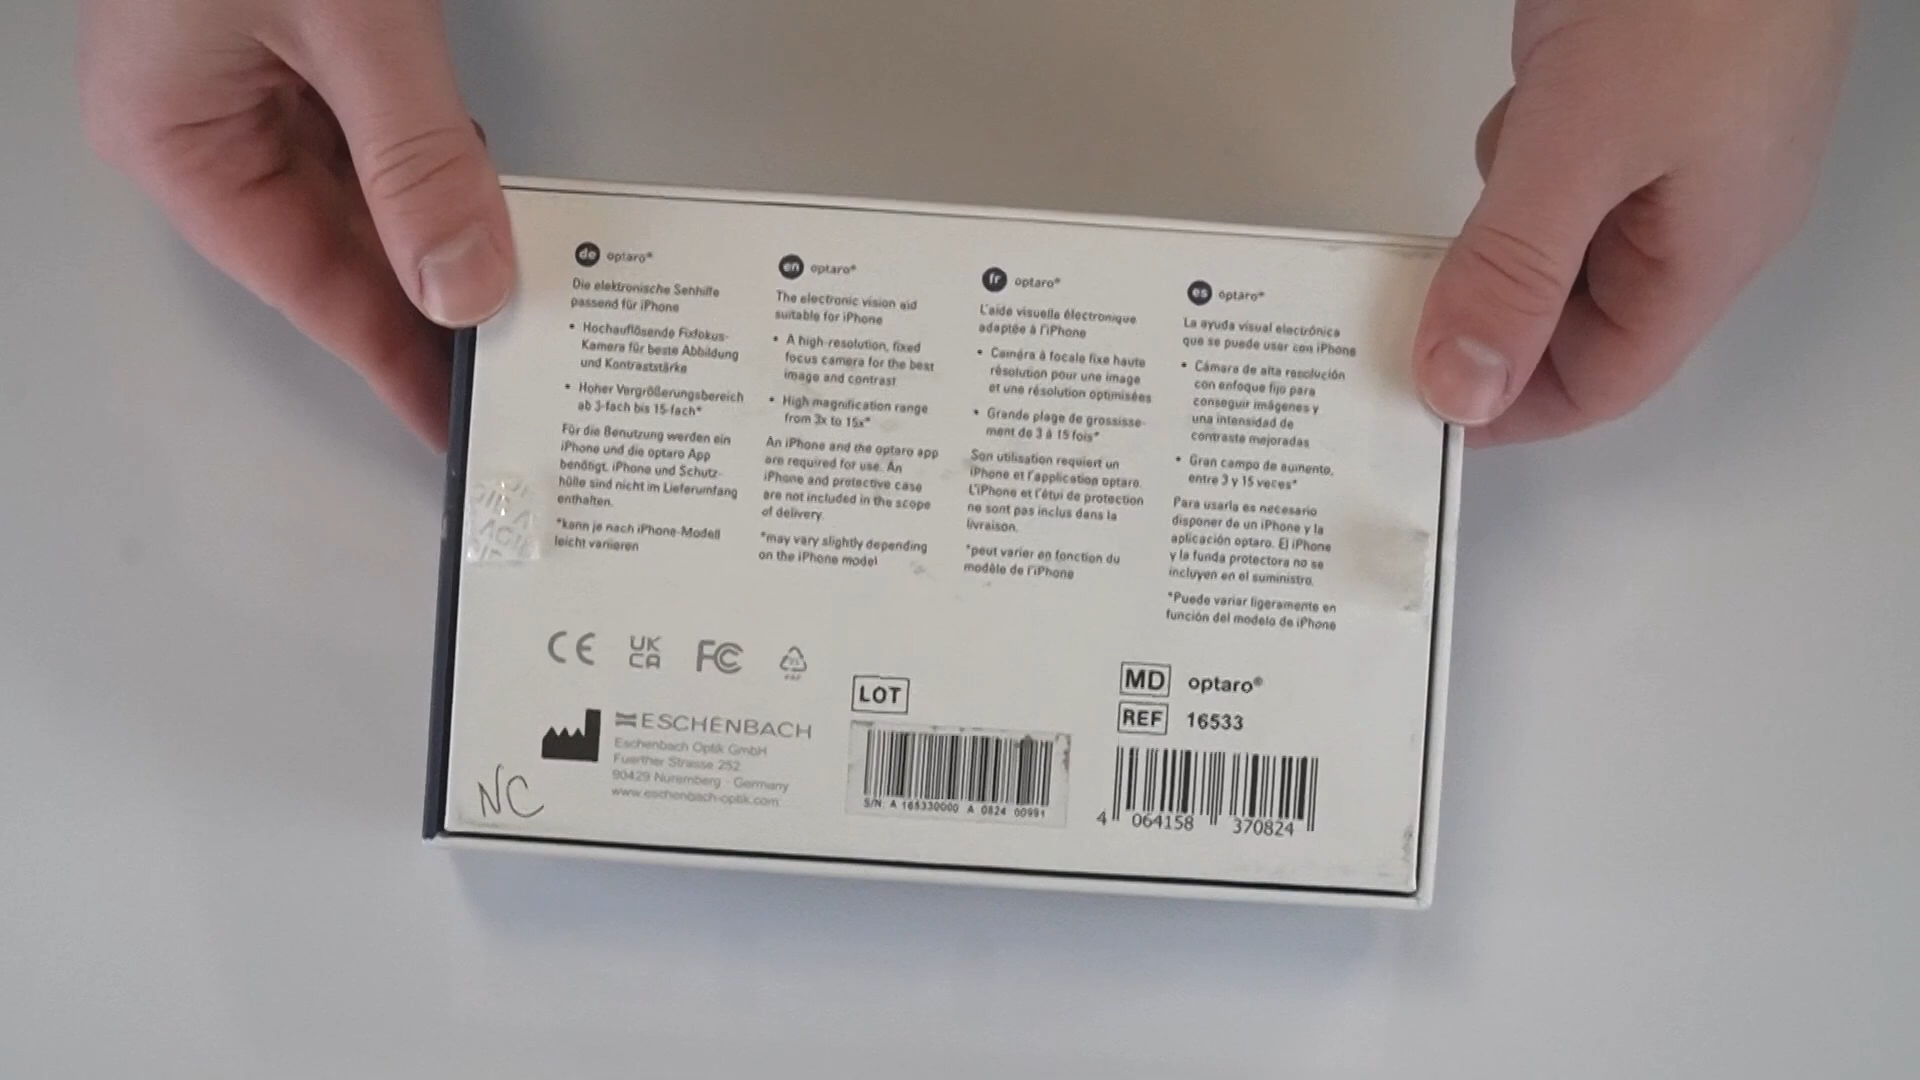 de optaro®
Die elektronische Sehhilfe
passend für iPhone
• Hochauflösende Fixfokus-
Kamera für beste Abbildung
und Kontraststärke
• Hoher Vergrößerungsbereich
ab 3-fach bis 15-fach*
Für die Benutzung werden ein
iPhone und die optaro App
benötigt. iPhone und Schutz-
hülle sind nicht im Lieferumfang
enthalten.
*kann je nach iPhone-Modell
leicht variieren
en optaro®
The electronic vision aid
suitable for iPhone
• A high-resolution, fixed
focus camera for the best
image and contrast
• High magnification range
from 3x to 15x*
An iPhone and the optaro app
are required for use. An
iPhone and protective case
are not included in the scope
of delivery.
*may vary slightly depending
on the iPhone model
fr optaro®
L'aide visuelle électronique
adaptée à l'iPhone
• Caméra à focale fixe haute
résolution pour une image
et une résolution optimisées
• Grande plage de grossisse-
ment de 3 à 15 fois*
Son utilisation requiert un
iPhone et l'application optaro.
L'iPhone et l'étui de protection
ne sont pas inclus dans la
livraison.
*peut varier en fonction du
modèle de l'iPhone
es optaro®
La ayuda visual electrónica
que se puede usar con iPhone
• Cámara de alta resolución
con enfoque fijo para
conseguir imágenes y
una intensidad de
contraste mejoradas
• Gran campo de aumento,
entre 3 y 15 veces*
Para usarla es necesario
disponer de un iPhone y la
aplicación optaro. El iPhone
y la funda protectora no se
incluyen en el suministro.
*Puede variar ligeramente en
función del modelo de iPhone
CE UK CA FC
ESCHENBACH
Eschenbach Optik GmbH
Fuerther Strasse 252
90429 Nuremberg · Germany
www.eschenbach-optik.com
NC
LOT
S/N: A 165330000 A 0824 00991
MD optaro®
REF 16533
4 064158 370824